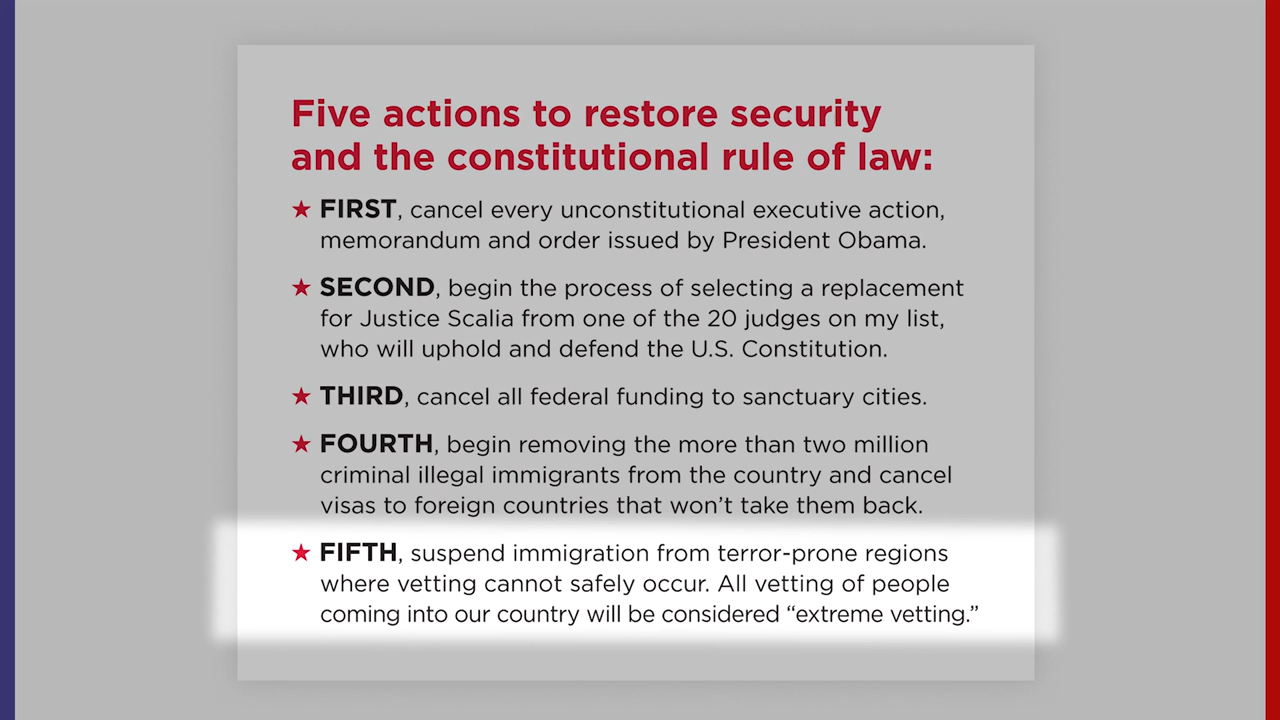 Five actions to restore security
and the constitutional rule of law:
★ FIRST, cancel every unconstitutional executive action,
memorandum and order issued by President Obama.
★ SECOND, begin the process of selecting a replacement
for Justice Scalia from one of the 20 judges on my list,
who will uphold and defend the U.S. Constitution.
★ THIRD, cancel all federal funding to sanctuary cities.
★ FOURTH, begin removing the more than two million
criminal illegal immigrants from the country and cancel
visas to foreign countries that won’t take them back.
★ FIFTH, suspend immigration from terror-prone regions
where vetting cannot safely occur. All vetting of people
coming into our country will be considered “extreme vetting.”